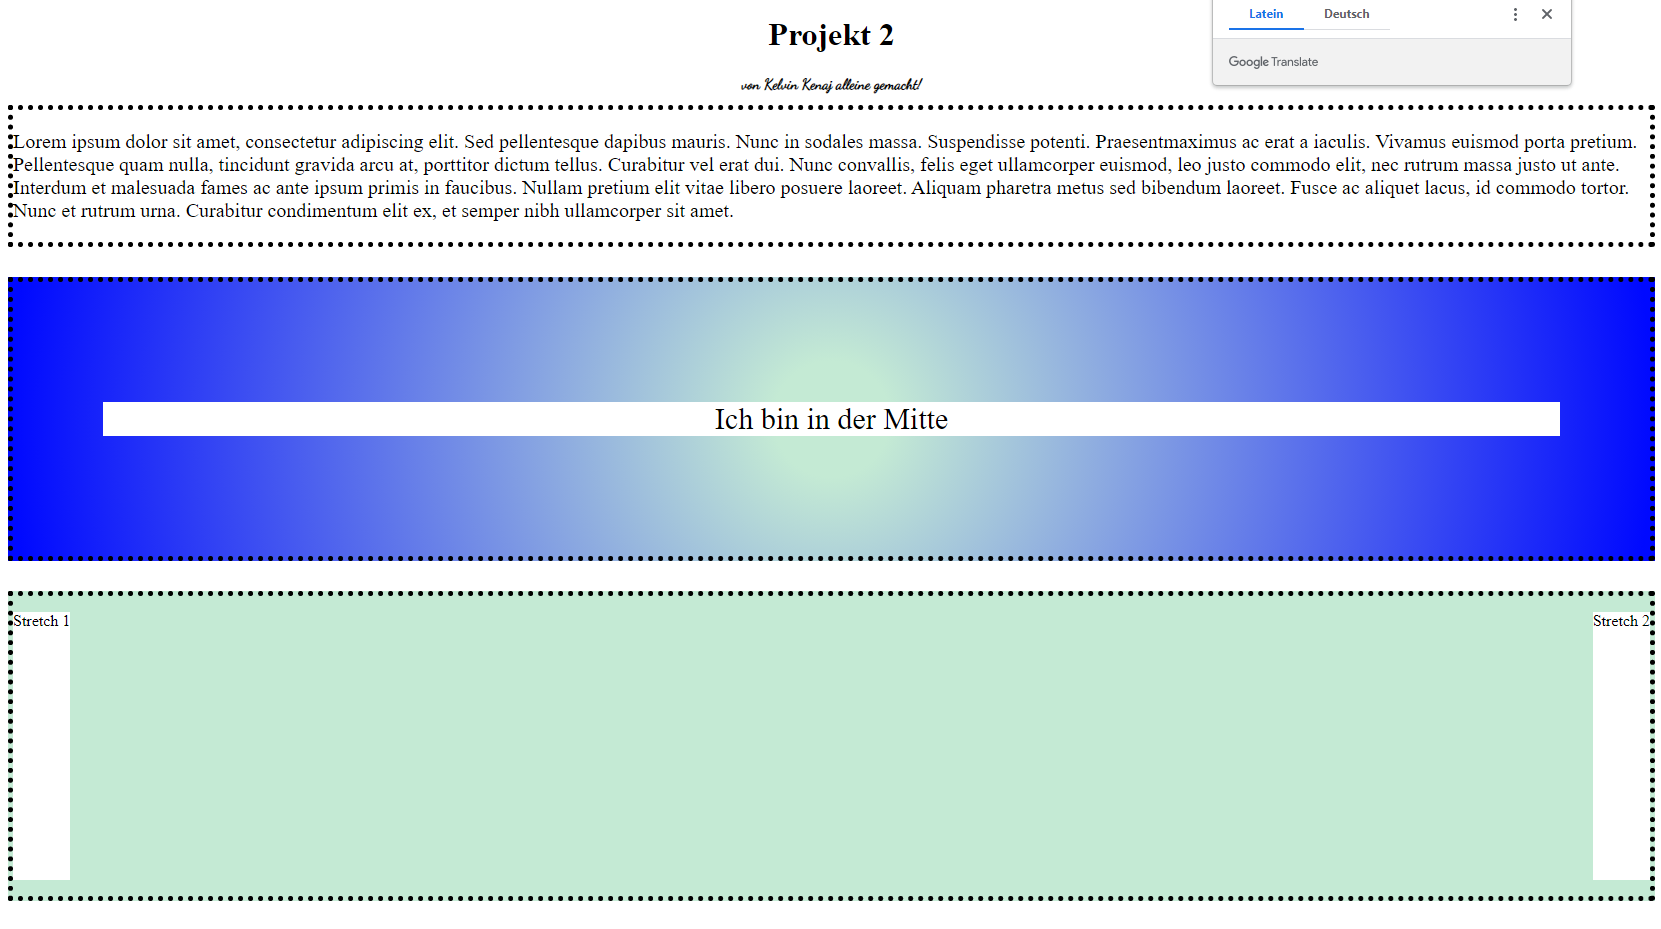 Projekt 2
Latein Deutsch
Google Translate
von Kelvin Kenaj alleine gemacht!
Lorem ipsum dolor sit amet, consectetur adipiscing elit. Sed pellentesque dapibus mauris. Nunc in sodales massa. Suspendisse potenti. Praesentmaximus ac erat a iaculis. Vivamus euismod porta pretium.
Pellentesque quam nulla, tincidunt gravida arcu at, porttitor dictum tellus. Curabitur vel erat dui. Nunc convallis, felis eget ullamcorper euismod, leo justo commodo elit, nec rutrum massa justo ut ante.
Interdum et malesuada fames ac ante ipsum primis in faucibus. Nullam pretium elit vitae libero posuere laoreet. Aliquam pharetra metus sed bibendum laoreet. Fusce ac aliquet lacus, id commodo tortor.
Nunc et rutrum urna. Curabitur condimentum elit ex, et semper nibh ullamcorper sit amet.
Ich bin in der Mitte
Stretch 1
Stretch 2